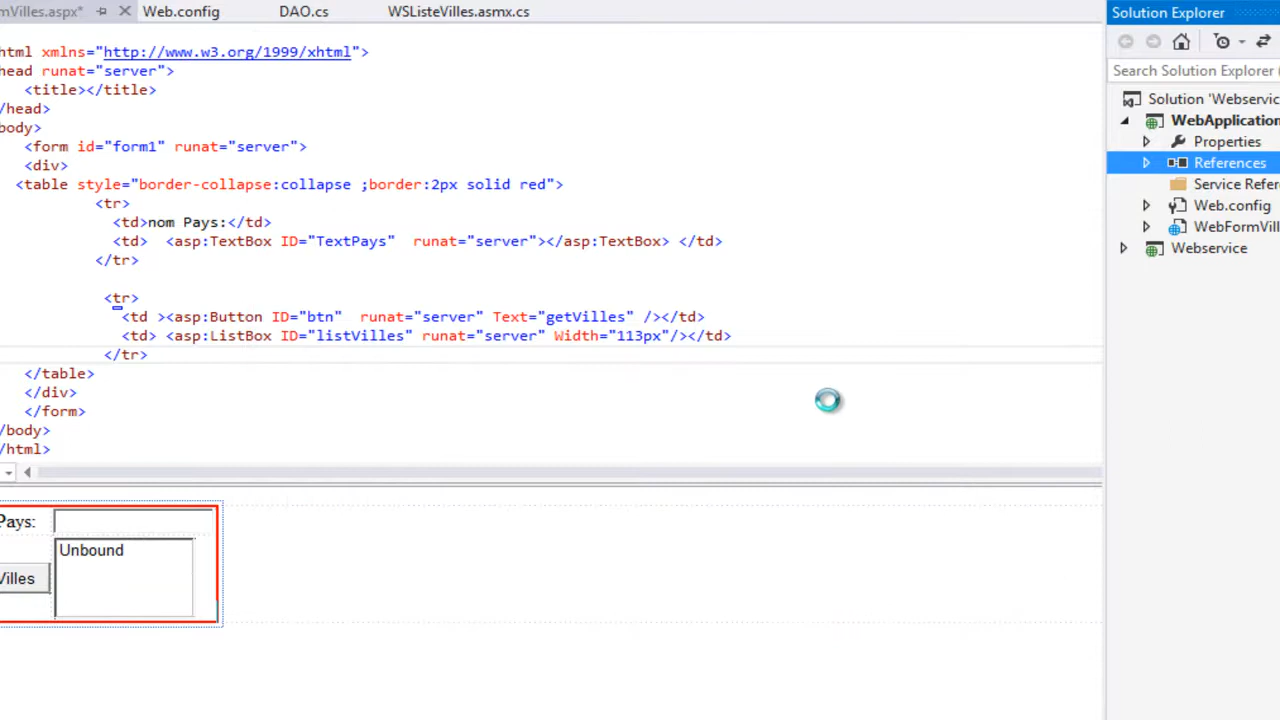 mVilles.aspx*
Web.config
DAO.cs
WSListeVilles.asmx.cs
html xmlns="http://www.w3.org/1999/xhtml">
head runat="server">
<title></title>
/head>
body>
<form id="form1" runat="server">
<div>
<table style="border-collapse:collapse ;border:2px solid red">
<tr>
<td>nom Pays:</td>
<td> <asp:TextBox ID="TextPays" runat="server"></asp:TextBox> </td>
</tr>
<tr>
<td ><asp:Button ID="btn" runat="server" Text="getVilles" /></td>
<td> <asp:ListBox ID="listVilles" runat="server" Width="113px"/></td>
</tr>
</table>
</div>
</form>
/body>
/html>
Pays:
Unbound
Villes
Solution Explorer
Search Solution Explorer (
Solution 'Webservic
WebApplication
Properties
References
Service Refer
Web.config
WebFormVill
Webservice